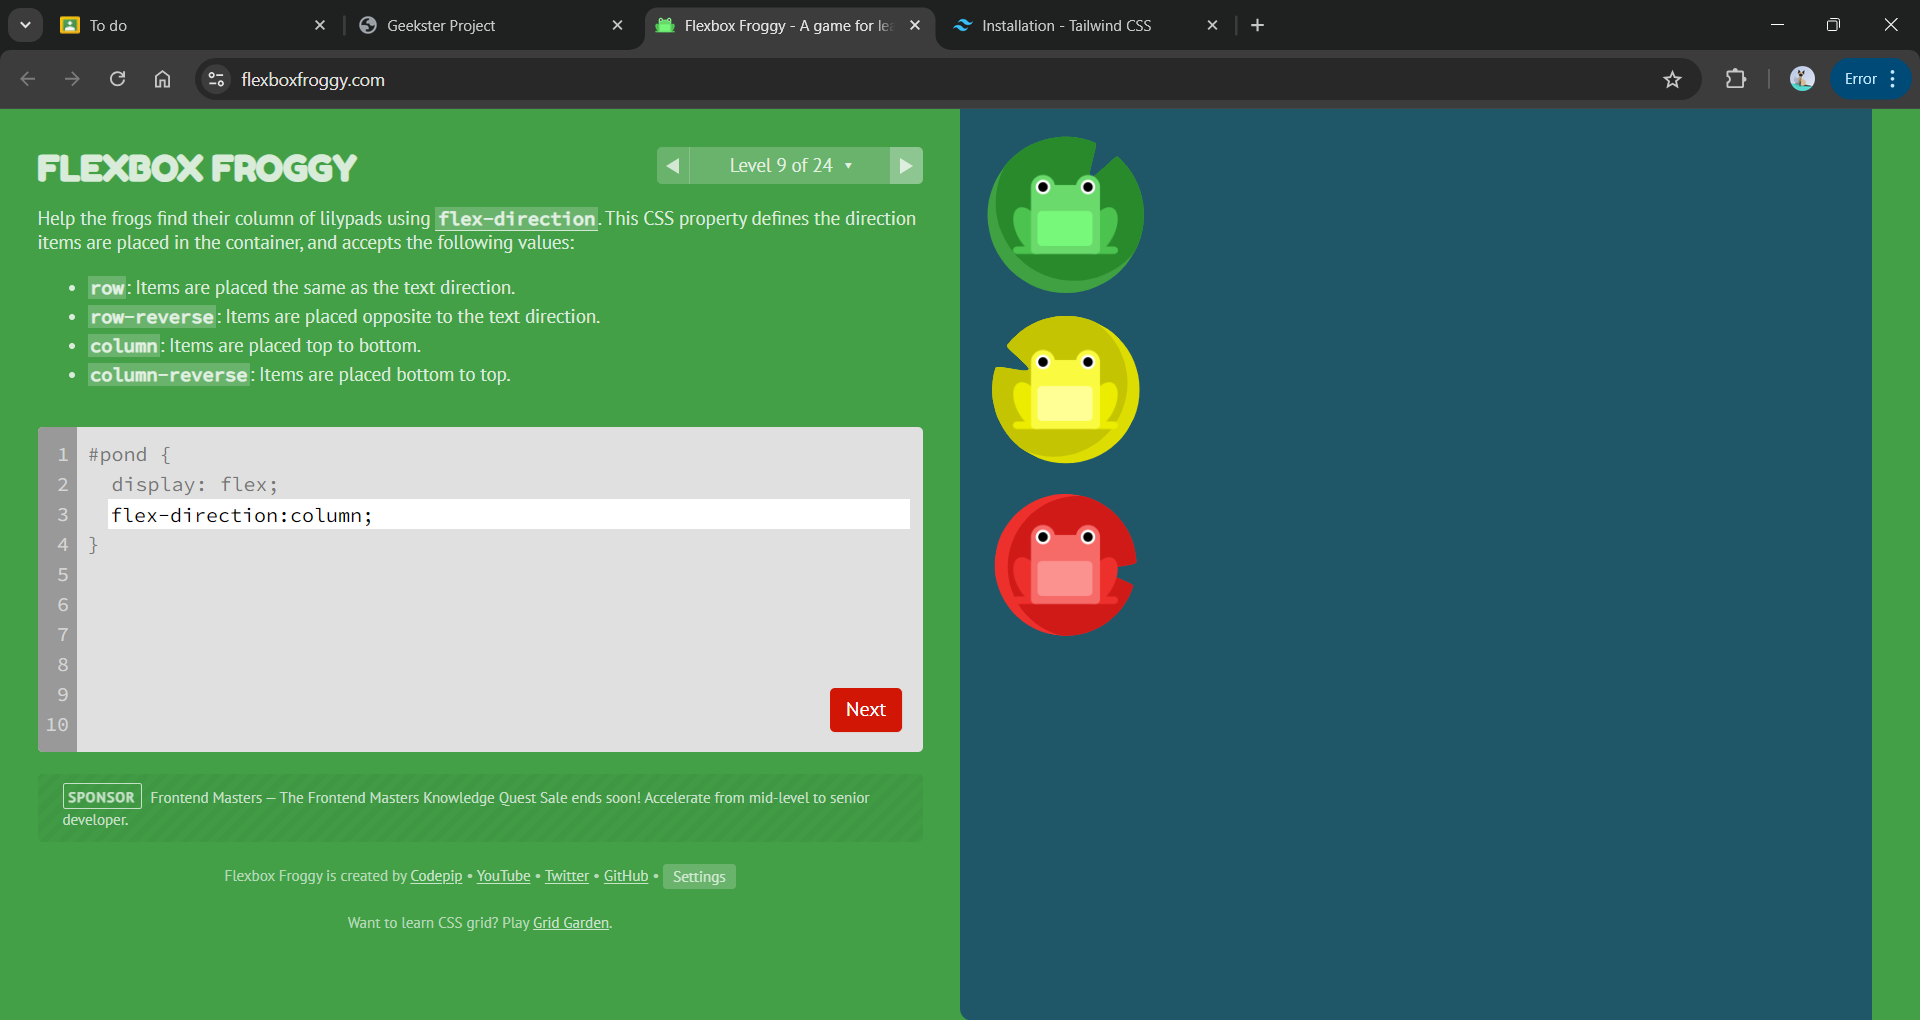 To do
Geekster Project
Flexbox Froggy - A game for le
Installation - Tailwind CSS
flexboxfroggy.com
Error
FLEXBOX FROGGY
Level 9 of 24
Help the frogs find their column of lilypads using flex-direction. This CSS property defines the direction
items are placed in the container, and accepts the following values:
• row: Items are placed the same as the text direction.
• row-reverse: Items are placed opposite to the text direction.
• column: Items are placed top to bottom.
• column-reverse: Items are placed bottom to top.
1 #pond {
2 display: flex;
3 flex-direction:column;
4 }
5
6
7
8
9
10
Next
SPONSOR Frontend Masters — The Frontend Masters Knowledge Quest Sale ends soon! Accelerate from mid-level to senior
developer.
Flexbox Froggy is created by Codepip • YouTube • Twitter • GitHub • Settings
Want to learn CSS grid? Play Grid Garden.